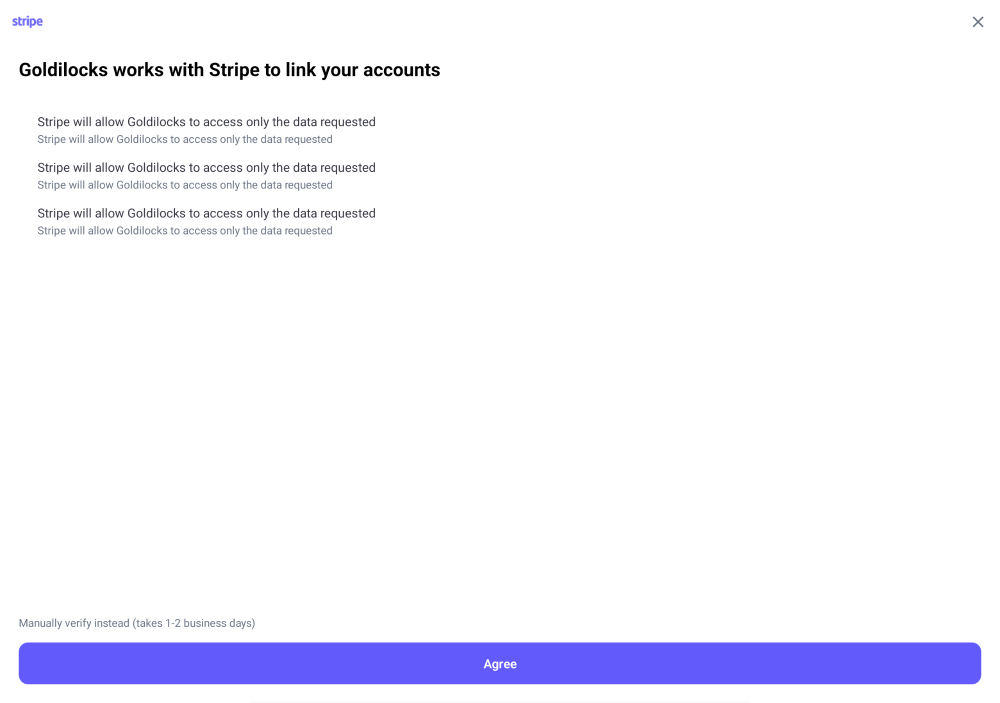 stripe
Goldilocks works with Stripe to link your accounts
Stripe will allow Goldilocks to access only the data requested
Stripe will allow Goldilocks to access only the data requested
Stripe will allow Goldilocks to access only the data requested
Stripe will allow Goldilocks to access only the data requested
Stripe will allow Goldilocks to access only the data requested
Stripe will allow Goldilocks to access only the data requested
Manually verify instead (takes 1-2 business days)
Agree